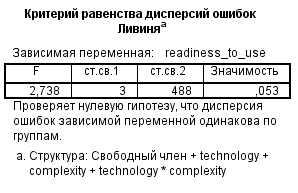 Критерий равенства дисперсий ошибок
Ливиняa
Зависимая переменная: readiness_to_use
F ст.св.1 ст.св.2 Значимость
2,738 3 488 ,053
Проверяет нулевую гипотезу, что дисперсия
ошибок зависимой переменной одинакова по
группам.
a. Структура: Свободный член + technology +
complexity + technology * complexity